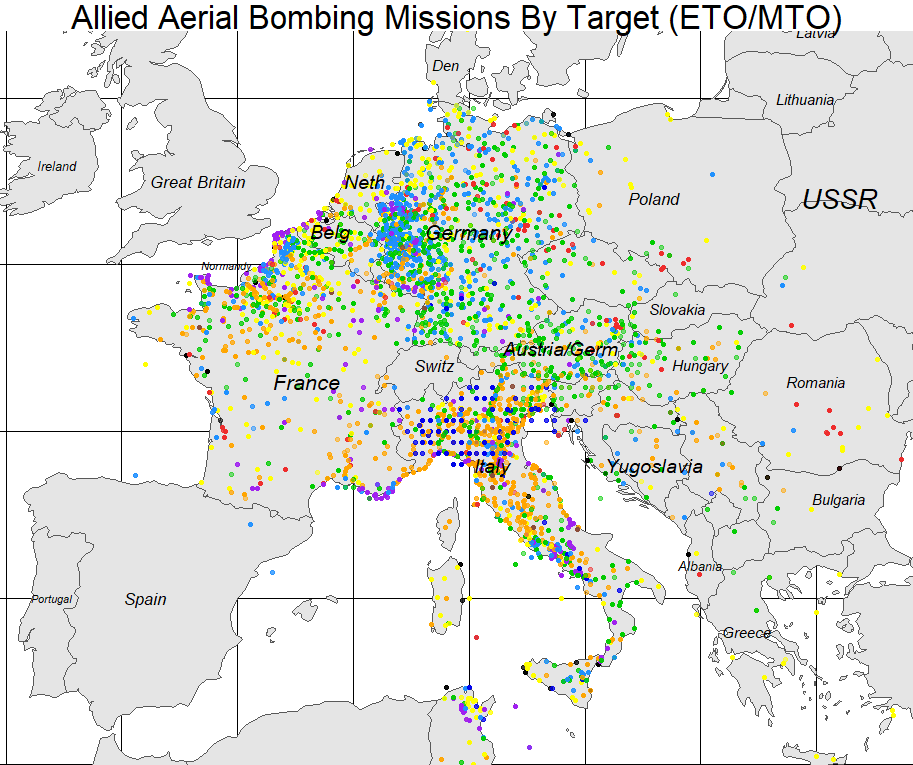 Allied Aerial Bombing Missions By Target (ETO/MTO)
Latvia
Den
Lithuania
Ireland
Great Britain
Neth
Poland
USSR
Belg
Germany
Normandy
Slovakia
Austria/Germ
Switz
Hungary
France
Romania
Italy
Yugoslavia
Bulgaria
Albania
Portugal
Spain
Greece